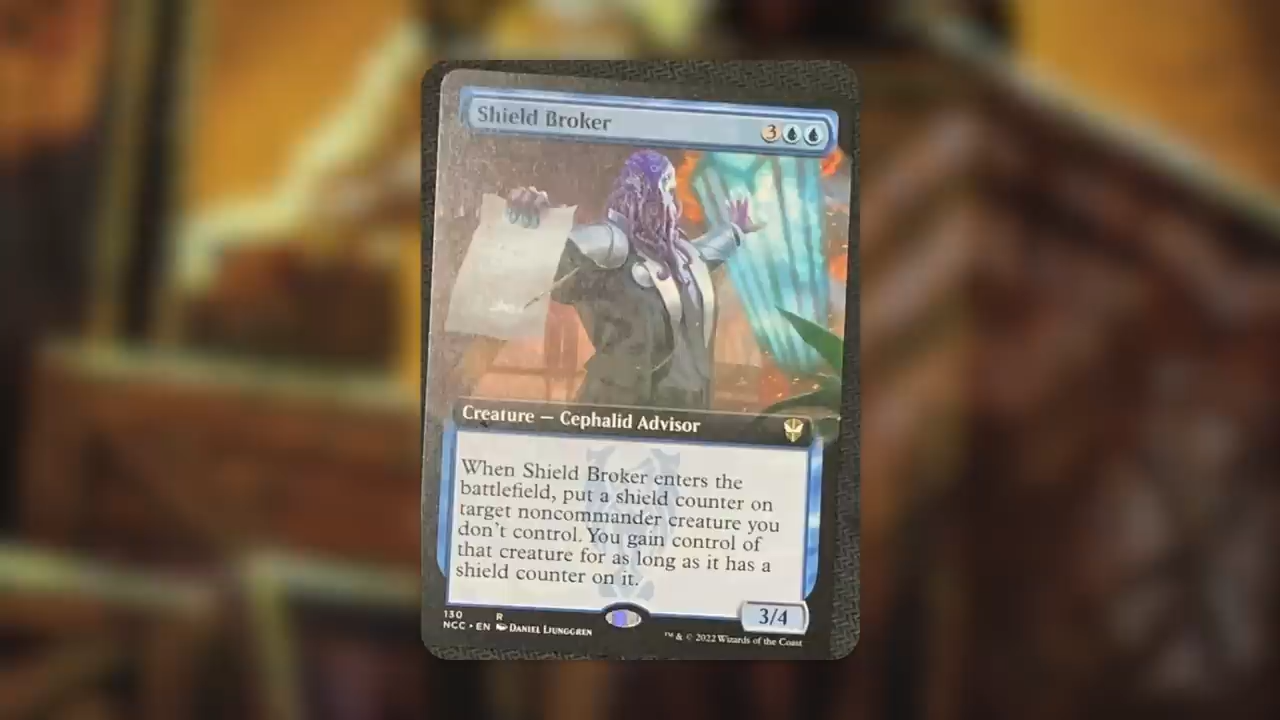 Shield Broker
3
Creature — Cephalid Advisor
When Shield Broker enters the
battlefield, put a shield counter on
target noncommander creature you
don't control. You gain control of
that creature for as long as it has a
shield counter on it.
3/4
130 R
NCC • EN DANIEL LJUNGGREN
™ & © 2022 Wizards of the Coast